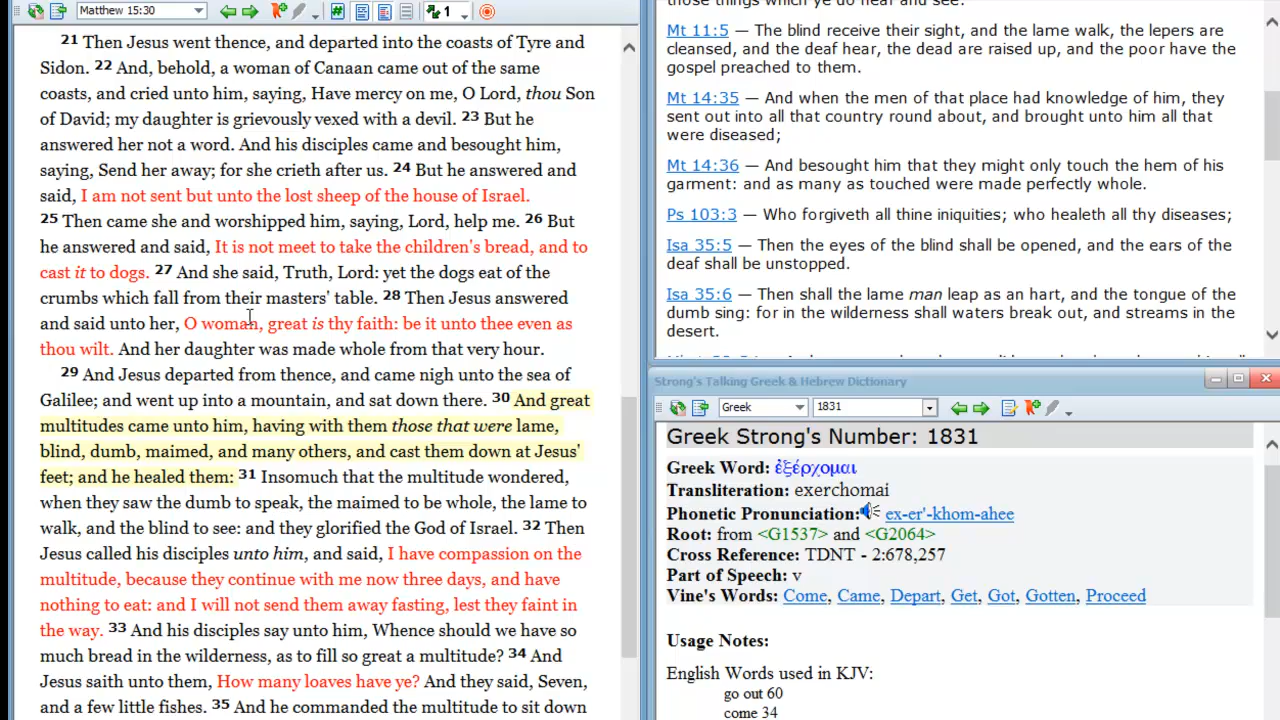 Matthew 15:30
1
21 Then Jesus went thence, and departed into the coasts of Tyre and
Sidon. 22 And, behold, a woman of Canaan came out of the same
coasts, and cried unto him, saying, Have mercy on me, O Lord, thou Son
of David; my daughter is grievously vexed with a devil. 23 But he
answered her not a word. And his disciples came and besought him,
saying, Send her away; for she crieth after us. 24 But he answered and
said, I am not sent but unto the lost sheep of the house of Israel.
25 Then came she and worshipped him, saying, Lord, help me. 26 But
he answered and said, It is not meet to take the children's bread, and to
cast it to dogs. 27 And she said, Truth, Lord: yet the dogs eat of the
crumbs which fall from their masters' table. 28 Then Jesus answered
and said unto her, O woman, great is thy faith: be it unto thee even as
thou wilt. And her daughter was made whole from that very hour.
29 And Jesus departed from thence, and came nigh unto the sea of
Galilee; and went up into a mountain, and sat down there. 30 And great
multitudes came unto him, having with them those that were lame,
blind, dumb, maimed, and many others, and cast them down at Jesus'
feet; and he healed them: 31 Insomuch that the multitude wondered,
when they saw the dumb to speak, the maimed to be whole, the lame to
walk, and the blind to see: and they glorified the God of Israel. 32 Then
Jesus called his disciples unto him, and said, I have compassion on the
multitude, because they continue with me now three days, and have
nothing to eat: and I will not send them away fasting, lest they faint in
the way. 33 And his disciples say unto him, Whence should we have so
much bread in the wilderness, as to fill so great a multitude? 34 And
Jesus saith unto them, How many loaves have ye? And they said, Seven,
and a few little fishes. 35 And he commanded the multitude to sit down
those things which ye do hear and see:
Mt 11:5 — The blind receive their sight, and the lame walk, the lepers are
cleansed, and the deaf hear, the dead are raised up, and the poor have the
gospel preached to them.
Mt 14:35 — And when the men of that place had knowledge of him, they
sent out into all that country round about, and brought unto him all that
were diseased;
Mt 14:36 — And besought him that they might only touch the hem of his
garment: and as many as touched were made perfectly whole.
Ps 103:3 — Who forgiveth all thine iniquities; who healeth all thy diseases;
Isa 35:5 — Then the eyes of the blind shall be opened, and the ears of the
deaf shall be unstopped.
Isa 35:6 — Then shall the lame man leap as an hart, and the tongue of the
dumb sing: for in the wilderness shall waters break out, and streams in the
desert.
Strong's Talking Greek & Hebrew Dictionary
Greek 1831
Greek Strong's Number: 1831
Greek Word: ἐξέρχομαι
Transliteration: exerchomai
Phonetic Pronunciation: ex-er'-khom-ahee
Root: from <G1537> and <G2064>
Cross Reference: TDNT - 2:678,257
Part of Speech: v
Vine's Words: Come, Came, Depart, Get, Got, Gotten, Proceed
Usage Notes:
English Words used in KJV:
go out 60
come 34